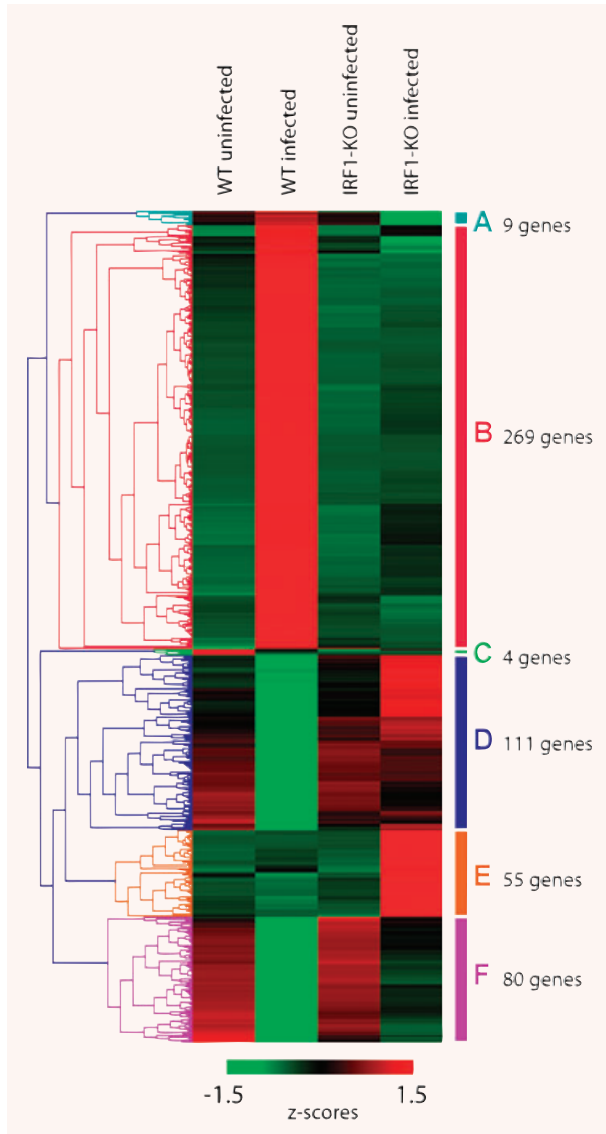 WT uninfected
WT infected
IRF1-KO uninfected
IRF1-KO infected
A 9 genes
B 269 genes
C 4 genes
D 111 genes
E 55 genes
F 80 genes
-1.5 1.5
z-scores